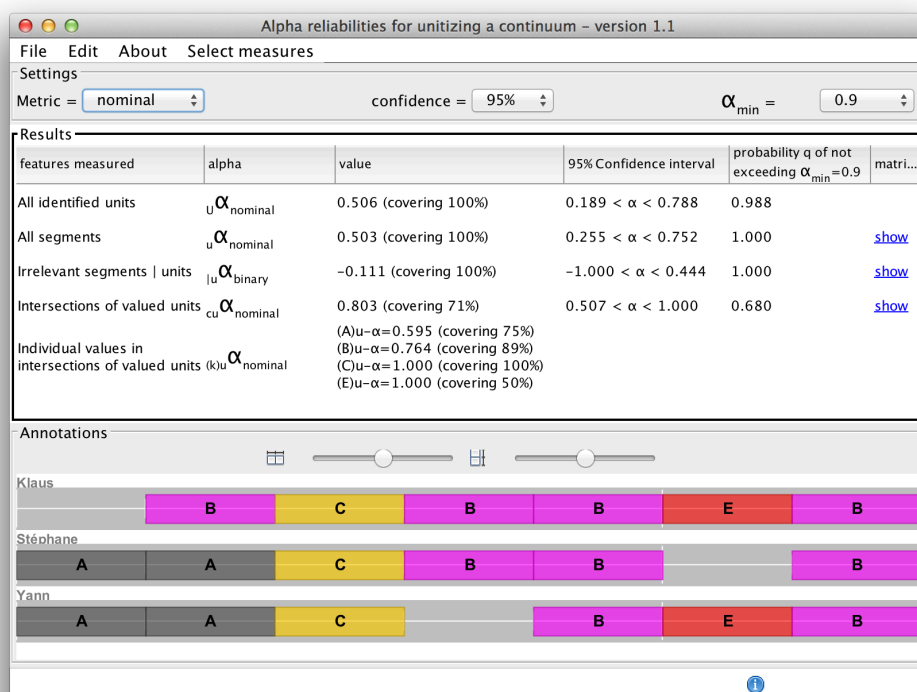 Alpha reliabilities for unitizing a continuum – version 1.1
File Edit About Select measures
Settings
Metric = nominal confidence = 95% αmin = 0.9
Results
features measured alpha value 95% Confidence interval probability q of not exceeding αmin=0.9 matri...
All identified units Uαnominal 0.506 (covering 100%) 0.189 < α < 0.788 0.988
All segments uαnominal 0.503 (covering 100%) 0.255 < α < 0.752 1.000 show
Irrelevant segments | units |uαbinary −0.111 (covering 100%) −1.000 < α < 0.444 1.000 show
Intersections of valued units cuαnominal 0.803 (covering 71%) 0.507 < α < 1.000 0.680 show
Individual values in
intersections of valued units (k)uαnominal
(A)u−α=0.595 (covering 75%)
(B)u−α=0.764 (covering 89%)
(C)u−α=1.000 (covering 100%)
(E)u−α=1.000 (covering 50%)
Annotations
Klaus
B C B B E B
Stéphane
A A C B B B
Yann
A A C B E B
i